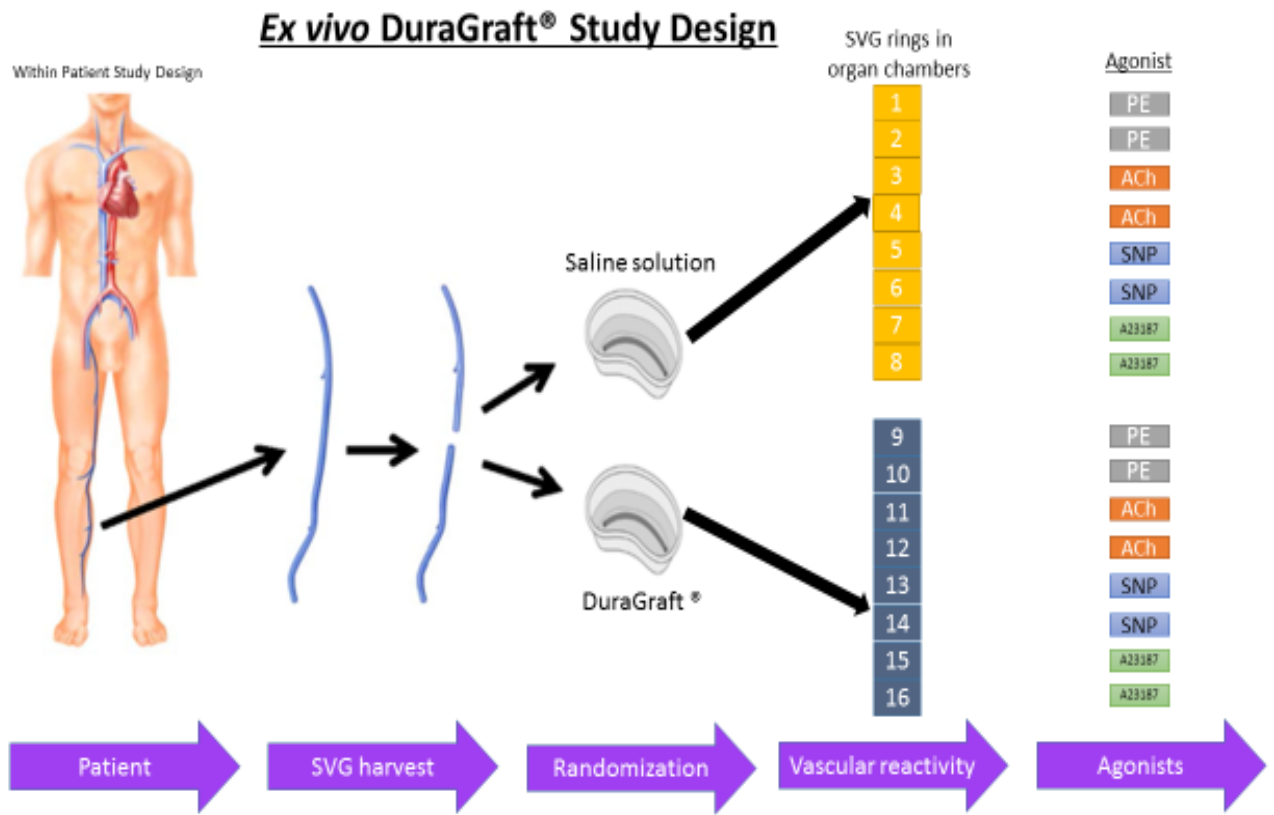 Ex vivo DuraGraft® Study Design
Within Patient Study Design
SVG rings in
organ chambers
Agonist
1
2
3
4
5
6
7
8
PE
PE
ACh
ACh
SNP
SNP
A23187
A23187
Saline solution
DuraGraft ®
9
10
11
12
13
14
15
16
PE
PE
ACh
ACh
SNP
SNP
A23187
A23187
Patient
SVG harvest
Randomization
Vascular reactivity
Agonists